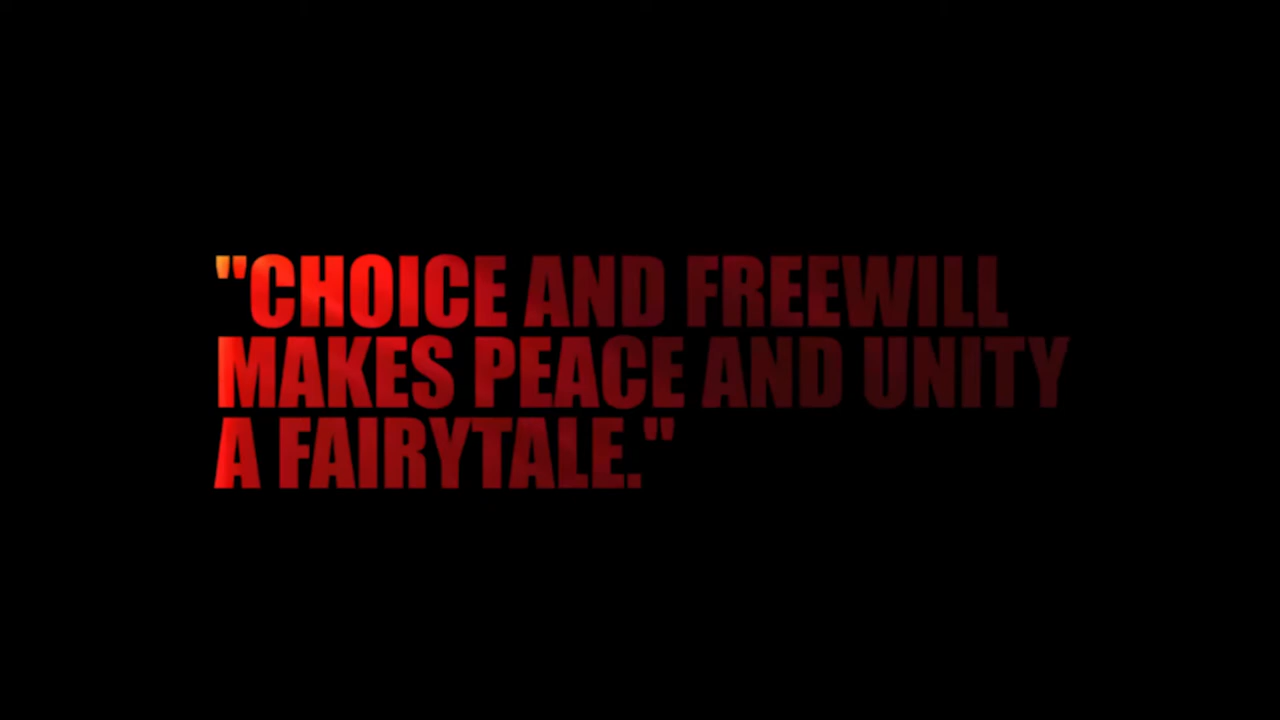 "CHOICE AND FREEWILL
MAKES PEACE AND UNITY
A FAIRYTALE."